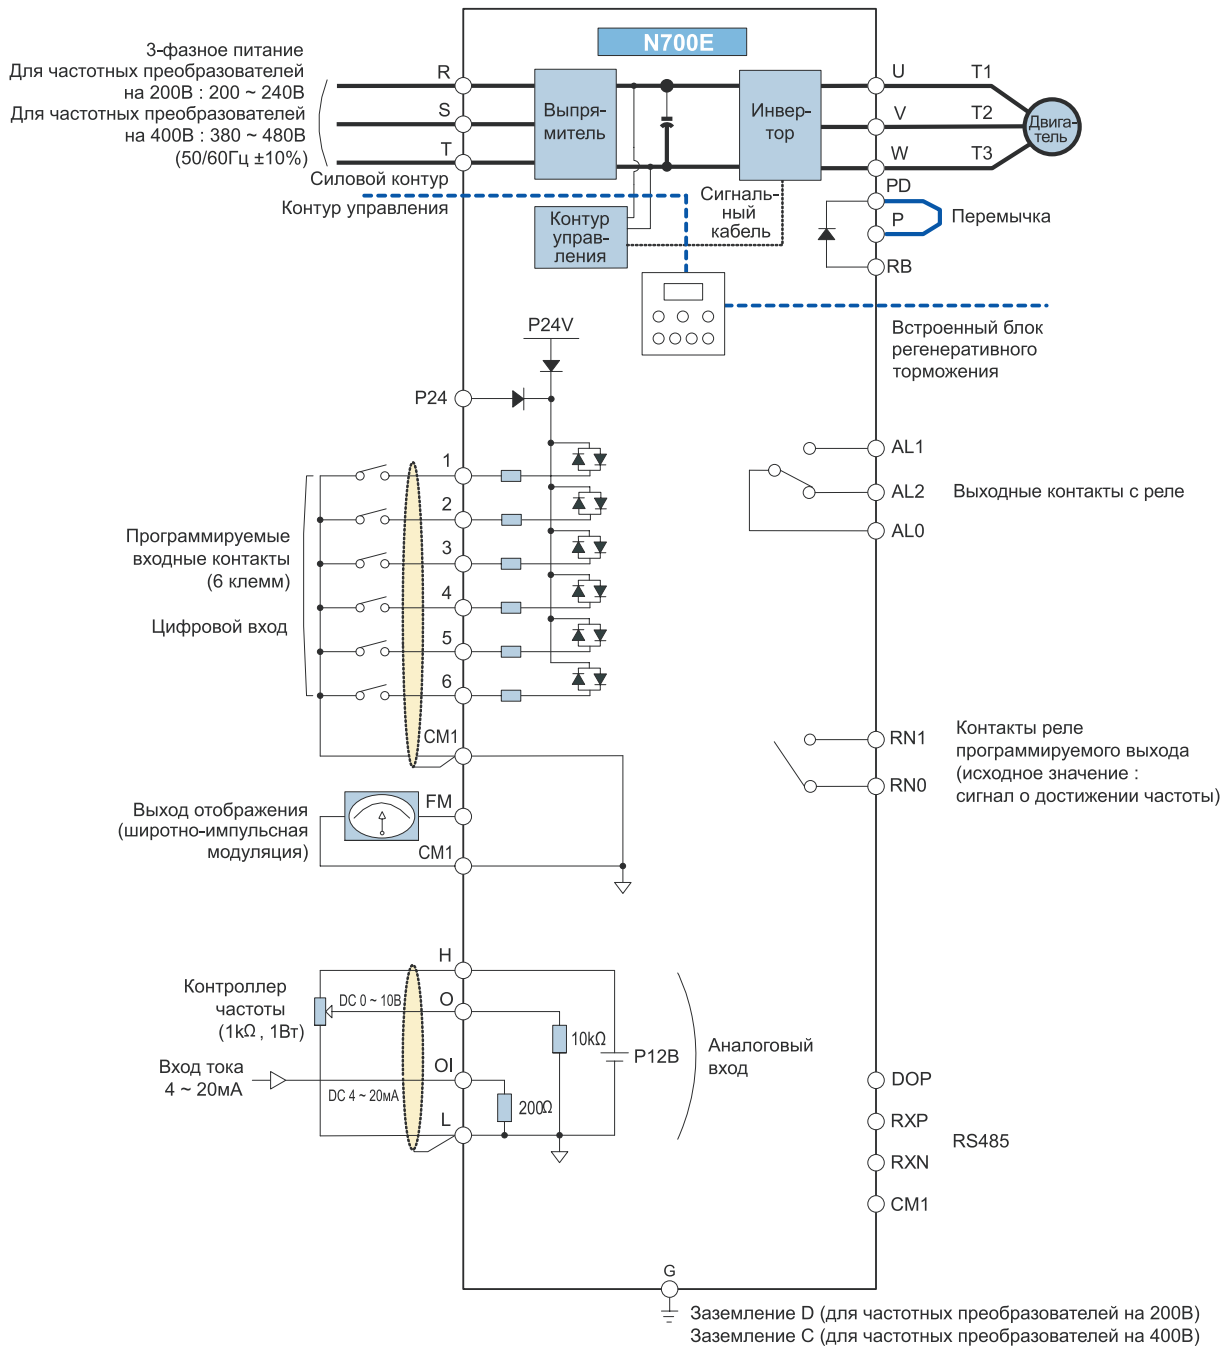 N700E
3-фазное питание
Для частотных преобразователей
на 200В : 200 ~ 240В
Для частотных преобразователей
на 400В : 380 ~ 480В
(50/60Гц ±10%)
R
S
T
Выпря-
митель
Инвер-
тор
U
V
W
T1
T2
T3
Двига-
тель
Силовой контур
Контур управления
Контур
управ-
ления
Сигналь-
ный
кабель
PD
P
RB
Перемычка
Встроенный блок
регенеративного
торможения
P24V
P24
1
2
3
4
5
6
CM1
Программируемые
входные контакты
(6 клемм)
Цифровой вход
AL1
AL2
AL0
Выходные контакты с реле
RN1
RN0
Контакты реле
программируемого выхода
(исходное значение :
сигнал о достижении частоты)
Выход отображения
(широтно-импульсная
модуляция)
FM
CM1
H
O
OI
L
Контроллер
частоты
(1kΩ , 1Вт)
DC 0 ~ 10В
Вход тока
4 ~ 20мА
DC 4 ~ 20мА
10kΩ
200Ω
P12В
Аналоговый
вход
DOP
RXP
RXN
CM1
RS485
G
Заземление D (для частотных преобразователей на 200В)
Заземление C (для частотных преобразователей на 400В)